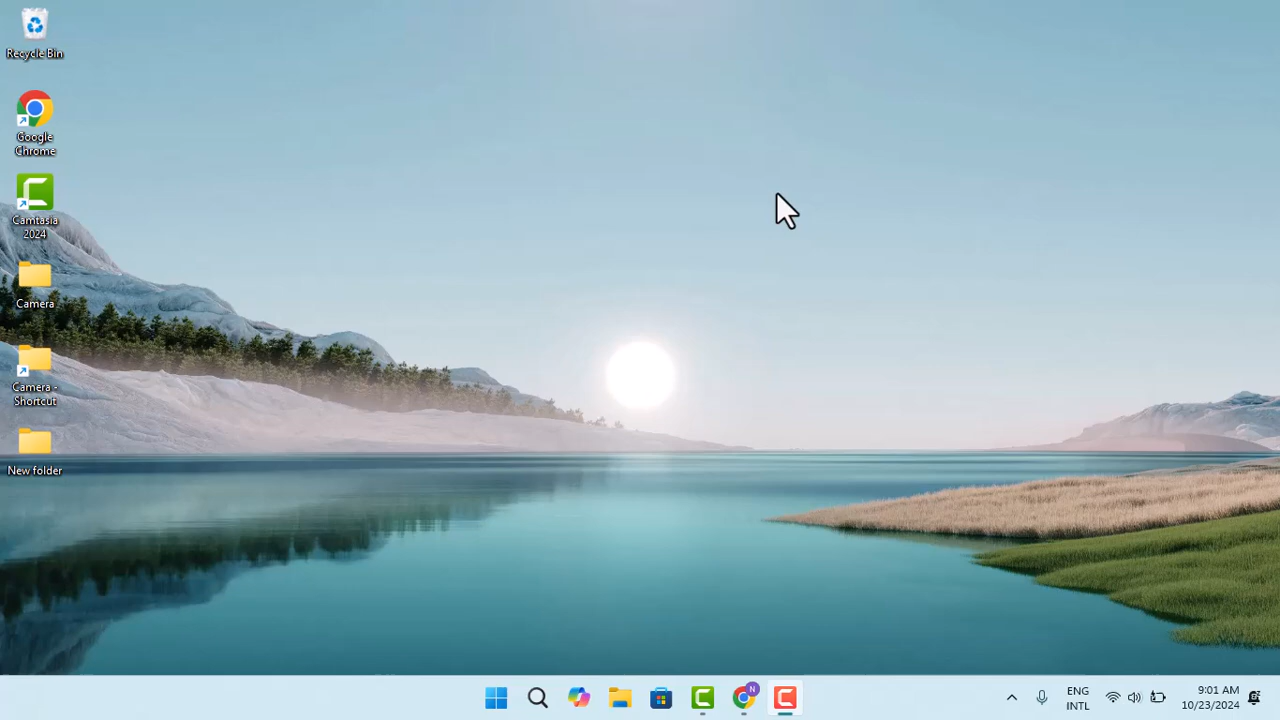 Recycle Bin
Google
Chrome
Camtasia
2024
Camera
Camera -
Shortcut
New folder
N
ENG
INTL
9:01 AM
10/23/2024